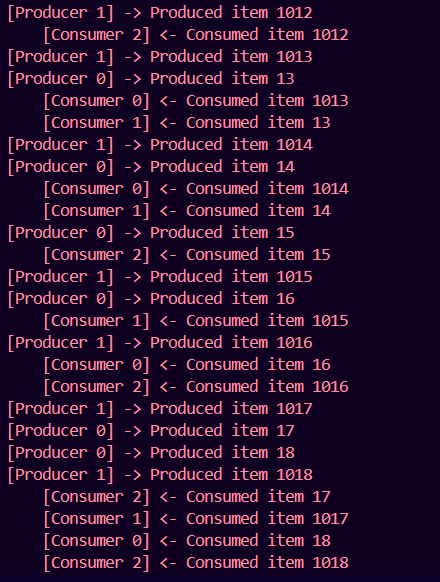 [Producer 1] -> Produced item 1012
    [Consumer 2] <- Consumed item 1012
[Producer 1] -> Produced item 1013
[Producer 0] -> Produced item 13
    [Consumer 0] <- Consumed item 1013
    [Consumer 1] <- Consumed item 13
[Producer 1] -> Produced item 1014
[Producer 0] -> Produced item 14
    [Consumer 0] <- Consumed item 1014
    [Consumer 1] <- Consumed item 14
[Producer 0] -> Produced item 15
    [Consumer 2] <- Consumed item 15
[Producer 1] -> Produced item 1015
[Producer 0] -> Produced item 16
    [Consumer 1] <- Consumed item 1015
[Producer 1] -> Produced item 1016
    [Consumer 0] <- Consumed item 16
    [Consumer 2] <- Consumed item 1016
[Producer 1] -> Produced item 1017
[Producer 0] -> Produced item 17
[Producer 0] -> Produced item 18
[Producer 1] -> Produced item 1018
    [Consumer 2] <- Consumed item 17
    [Consumer 1] <- Consumed item 1017
    [Consumer 0] <- Consumed item 18
    [Consumer 2] <- Consumed item 1018